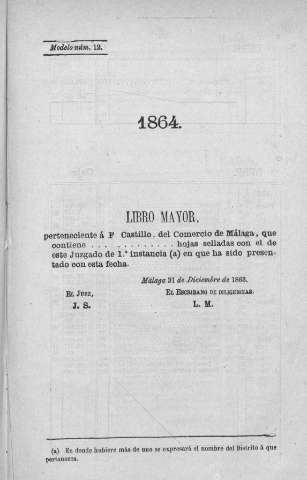 Modelo núm. 12.
1864.
LIBRO MAYOR,
perteneciente á F Castillo, del Comercio de Málaga, que
contiene . . . . . . . . . . . . hojas selladas con el de
este Juzgado de 1.ª instancia (a) en que ha sido presen-
tado con esta fecha.
Málaga 31 de Diciembre de 1863.
EL JUEZ, EL ESCRIBANO DE DILIGENCIAS.
J. S. L. M.
(a) En donde hubiere más de uno se expresará el nombre del Distrito á que
pertenezca.